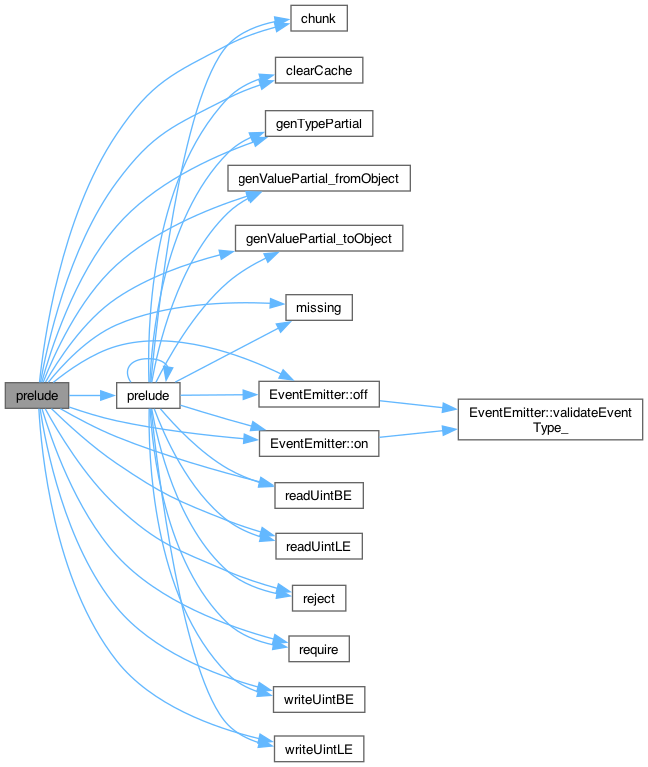 chunk
clearCache
genTypePartial
genValuePartial_fromObject
genValuePartial_toObject
missing
prelude
prelude
EventEmitter::off
EventEmitter::validateEvent
Type_
EventEmitter::on
readUintBE
readUintLE
reject
require
writeUintBE
writeUintLE